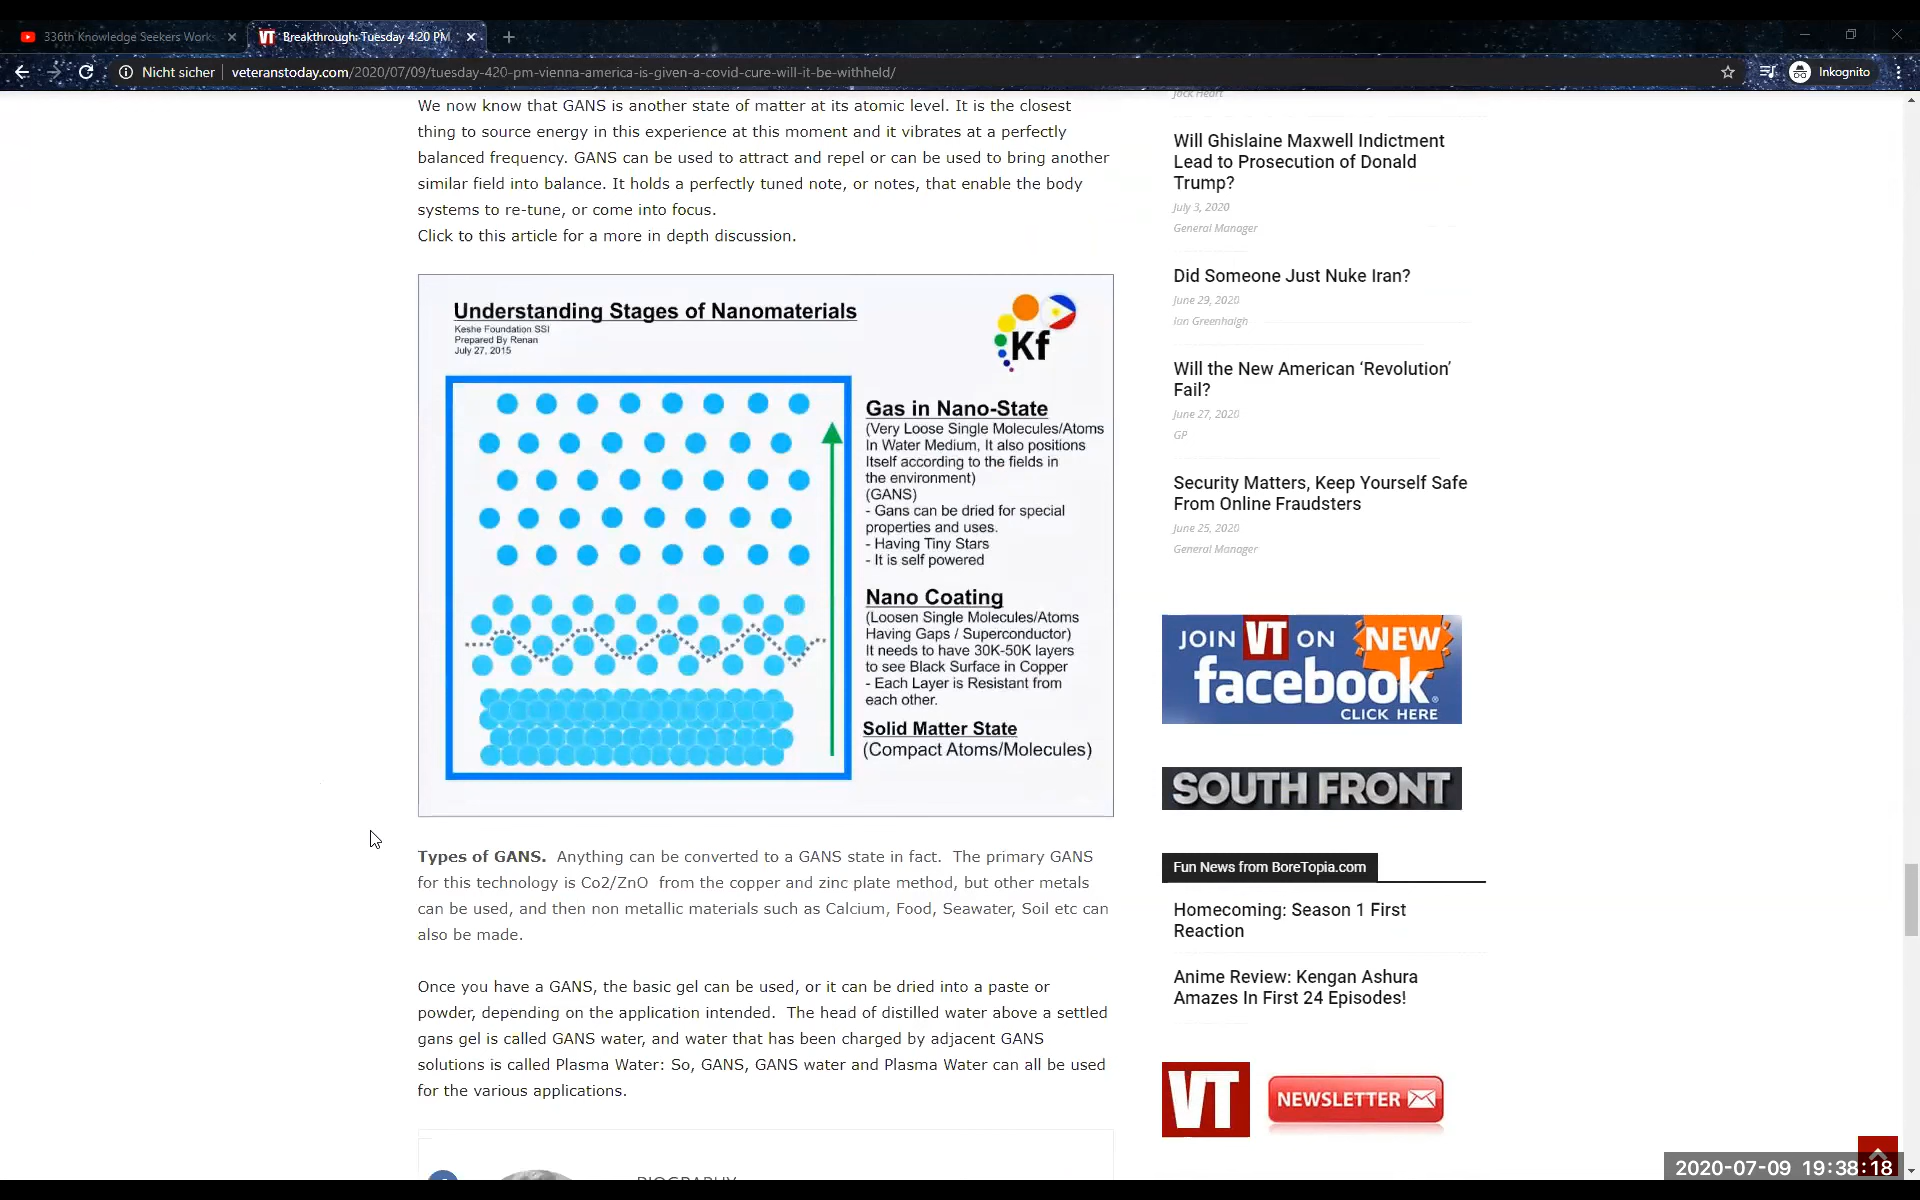 336th Knowledge Seekers Works
Breakthrough: Tuesday 4:20 PM,
Nicht sicher
veteranstoday.com/2020/07/09/tuesday-420-pm-vienna-america-is-given-a-covid-cure-will-it-be-withheld/
Inkognito
We now know that GANS is another state of matter at its atomic level. It is the closest
thing to source energy in this experience at this moment and it vibrates at a perfectly
balanced frequency. GANS can be used to attract and repel or can be used to bring another
similar field into balance. It holds a perfectly tuned note, or notes, that enable the body
systems to re-tune, or come into focus.
Click to this article for a more in depth discussion.
Understanding Stages of Nanomaterials
Keshe Foundation SSI
Prepared By Renan
July 27, 2015
Kf
Gas in Nano-State
(Very Loose Single Molecules/Atoms
In Water Medium, It also positions
Itself according to the fields in
the environment)
(GANS)
- Gans can be dried for special
properties and uses.
- Having Tiny Stars
- It is self powered
Nano Coating
(Loosen Single Molecules/Atoms
Having Gaps / Superconductor)
It needs to have 30K-50K layers
to see Black Surface in Copper
- Each Layer is Resistant from
each other.
Solid Matter State
(Compact Atoms/Molecules)
Types of GANS. Anything can be converted to a GANS state in fact. The primary GANS
for this technology is Co2/ZnO from the copper and zinc plate method, but other metals
can be used, and then non metallic materials such as Calcium, Food, Seawater, Soil etc can
also be made.
Once you have a GANS, the basic gel can be used, or it can be dried into a paste or
powder, depending on the application intended. The head of distilled water above a settled
gans gel is called GANS water, and water that has been charged by adjacent GANS
solutions is called Plasma Water: So, GANS, GANS water and Plasma Water can all be used
for the various applications.
BIOGRAPHY
Jack Heart
Will Ghislaine Maxwell Indictment
Lead to Prosecution of Donald
Trump?
July 3, 2020
General Manager
Did Someone Just Nuke Iran?
June 29, 2020
Ian Greenhalgh
Will the New American ‘Revolution’
Fail?
June 27, 2020
GP
Security Matters, Keep Yourself Safe
From Online Fraudsters
June 25, 2020
General Manager
JOIN VT ON NEW
facebook
CLICK HERE
SOUTH FRONT
Fun News from BoreTopia.com
Homecoming: Season 1 First
Reaction
Anime Review: Kengan Ashura
Amazes In First 24 Episodes!
VT
NEWSLETTER
2020-07-09 19:38:18